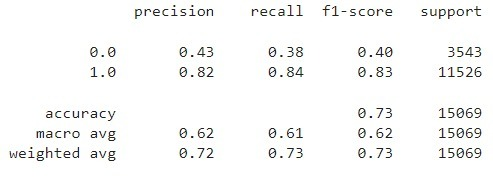 precision recall f1-score support
0.0 0.43 0.38 0.40 3543
1.0 0.82 0.84 0.83 11526
accuracy 0.73 15069
macro avg 0.62 0.61 0.62 15069
weighted avg 0.72 0.73 0.73 15069